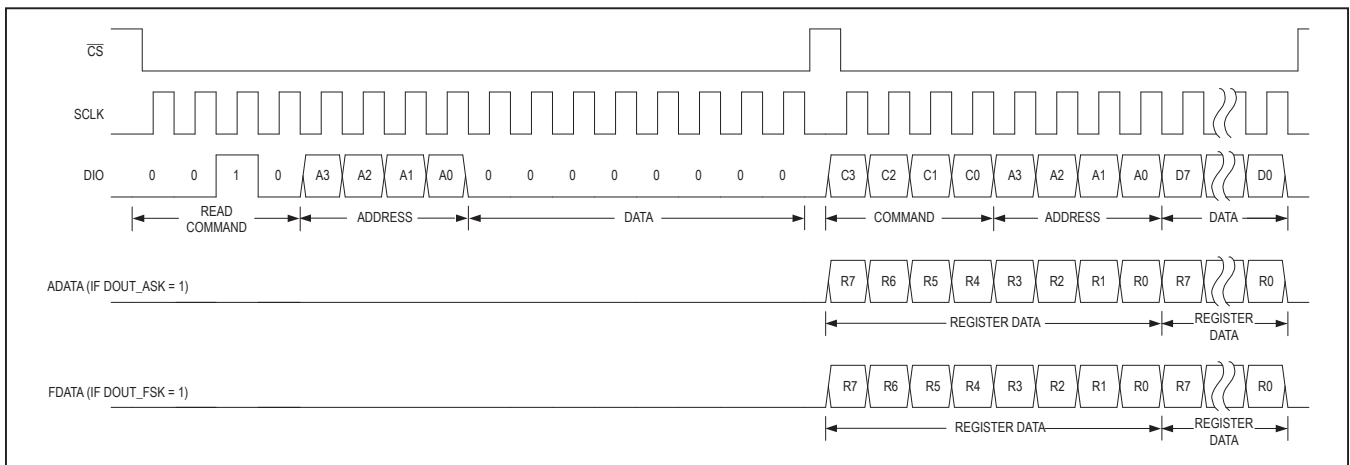 CS
SCLK
DIO 0 0 1 0 A3 A2 A1 A0 0 0 0 0 0 0 0 0 C3 C2 C1 C0 A3 A2 A1 A0 D7 D0
READ COMMAND ADDRESS DATA COMMAND ADDRESS DATA
ADATA (IF DOUT_ASK = 1) R7 R6 R5 R4 R3 R2 R1 R0 R7 R0
REGISTER DATA REGISTER DATA
FDATA (IF DOUT_FSK = 1) R7 R6 R5 R4 R3 R2 R1 R0 R7 R0
REGISTER DATA REGISTER DATA